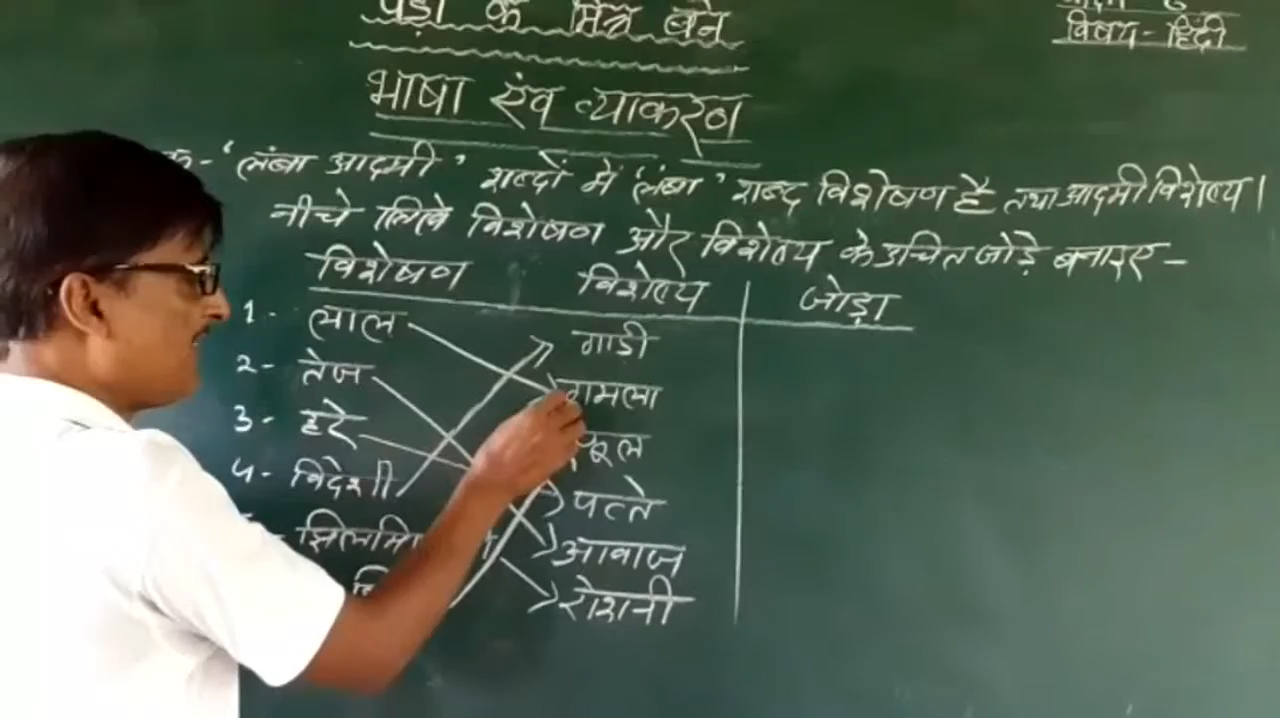 के मित्र बनें
विषय - हिंदी
भाषा एंव व्याकरण
क - 'लंबा आदमी' शब्दों में 'लंबा' शब्द विशेषण है तथा आदमी विशेष्य।
नीचे लिखे विशेषण और विशेष्य के उचित जोड़े बनाइए -
विशेषण विशेष्य जोड़ा
1- लाल गाड़ी
2- तेज गमला
3- हरे फूल
4- विदेशी पत्ते
आवाज
रोशनी